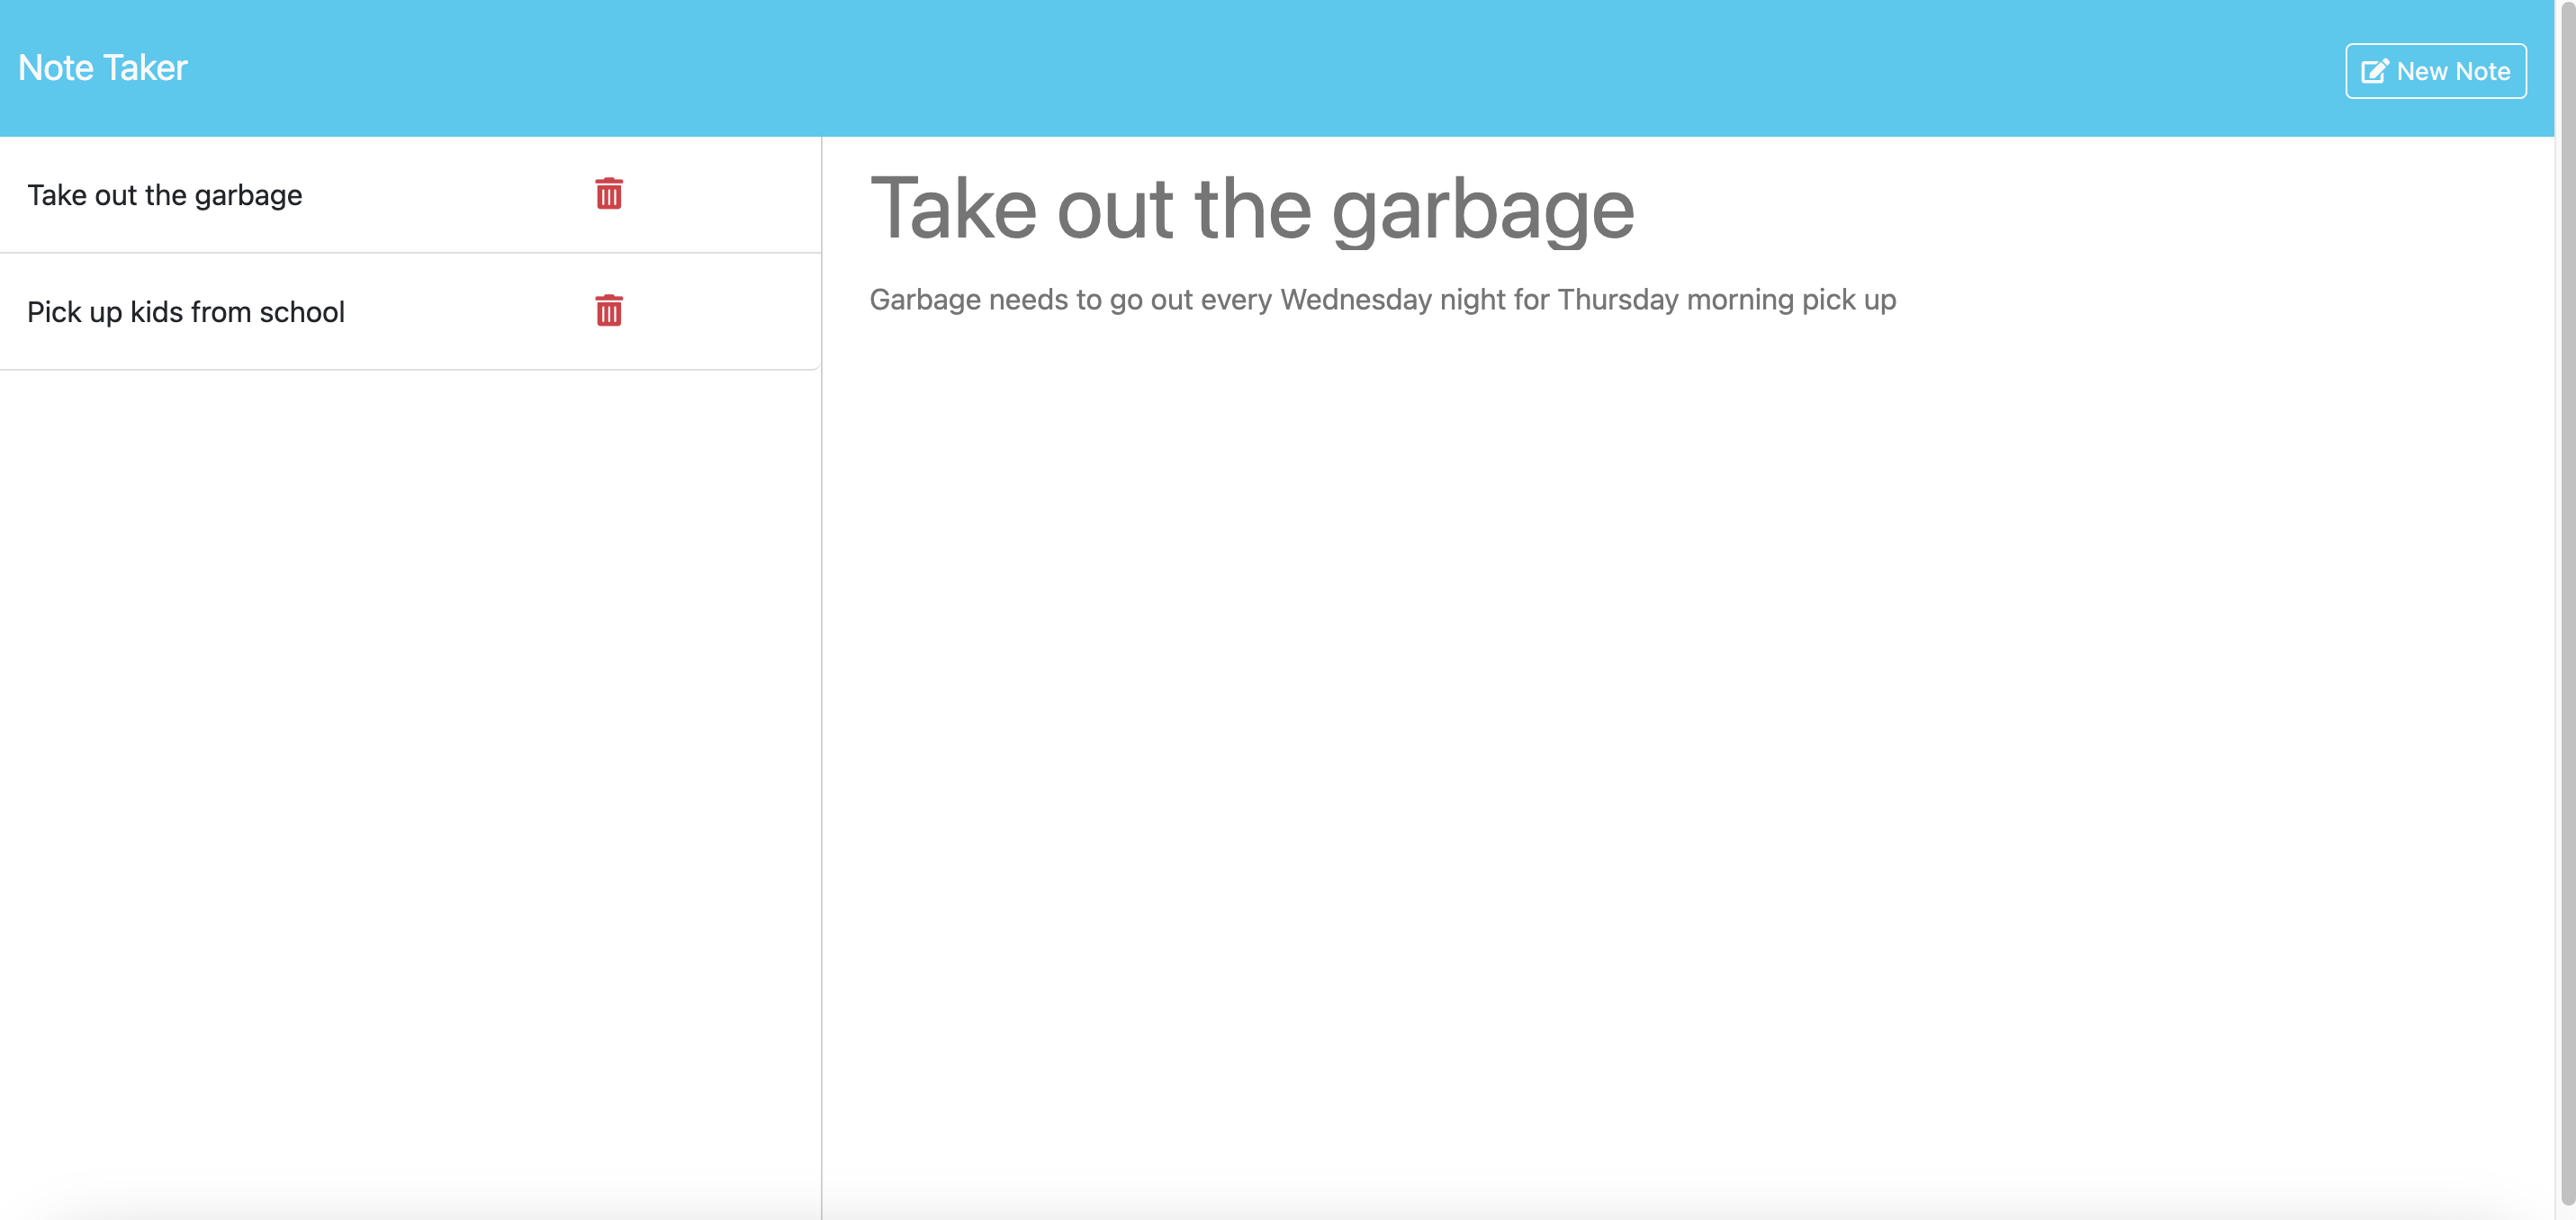 Note Taker
New Note
Take out the garbage
Pick up kids from school
Take out the garbage
Garbage needs to go out every Wednesday night for Thursday morning pick up